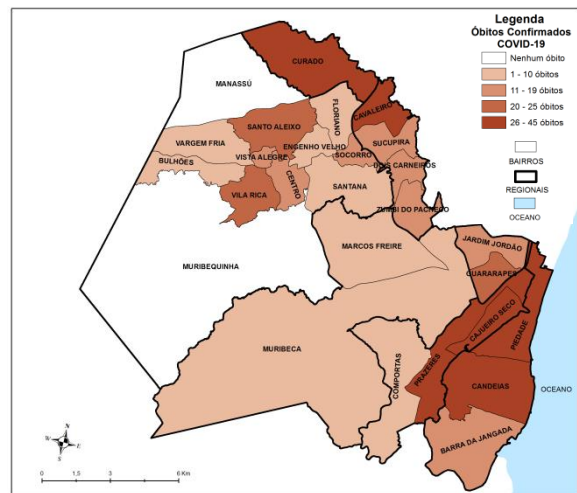 Legenda
Óbitos Confirmados
COVID-19
Nenhum óbito
1 - 10 óbitos
11 - 19 óbitos
20 - 25 óbitos
26 - 45 óbitos
BAIRROS
REGIONAIS
OCEANO
CURADO
MANASSÚ
CAVALEIRO
FLORIANO
SANTO ALEIXO
SUCUPIRA
VARGEM FRIA
ENGENHO VELHO
VISTA ALEGRE
SOCORRO
DOIS CARNEIROS
BULHÕES
CENTRO
SANTANA
VILA RICA
ZUMBI DO PACHECO
MARCOS FREIRE
JARDIM JORDÃO
MURIBEQUINHA
GUARARAPES
CAJUEIRO SECO
PIEDADE
MURIBECA
COMPORTAS
PRAZERES
CANDEIAS
OCEANO
BARRA DA JANGADA
N
W
E
S
0 1,5 3 6 Km